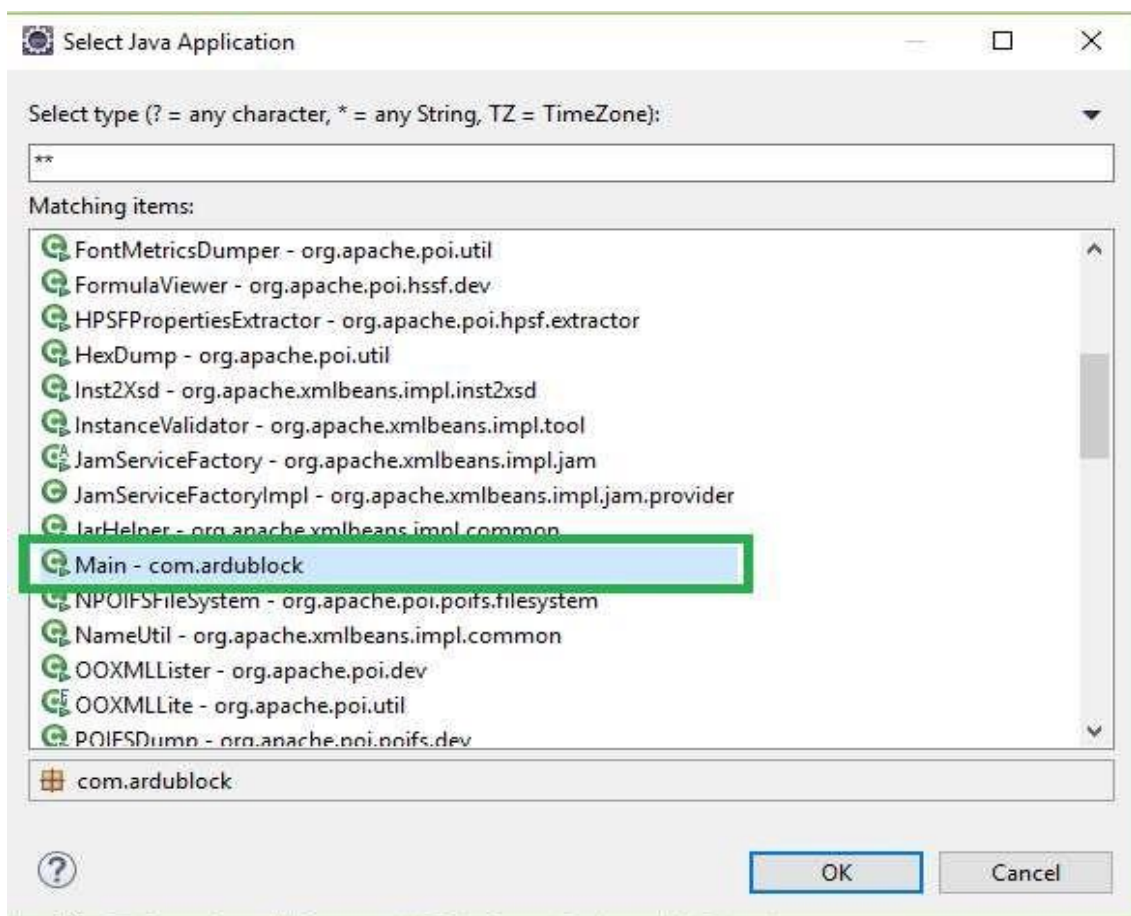 Select Java Application
Select type (? = any character, * = any String, TZ = TimeZone):
**
Matching items:
FontMetricsDumper - org.apache.poi.util
FormulaViewer - org.apache.poi.hssf.dev
HPSFPropertiesExtractor - org.apache.poi.hpsf.extractor
HexDump - org.apache.poi.util
Inst2Xsd - org.apache.xmlbeans.impl.inst2xsd
InstanceValidator - org.apache.xmlbeans.impl.tool
JamServiceFactory - org.apache.xmlbeans.impl.jam
JamServiceFactoryImpl - org.apache.xmlbeans.impl.jam.provider
JarHelper - org.apache.xmlbeans.impl.common
Main - com.ardublock
NPOIFSFileSystem - org.apache.poi.poifs.filesystem
NameUtil - org.apache.xmlbeans.impl.common
OOXMLLister - org.apache.poi.dev
OOXMLLite - org.apache.poi.util
POIFSDump - org.apache.poi.poifs.dev
com.ardublock
OK Cancel